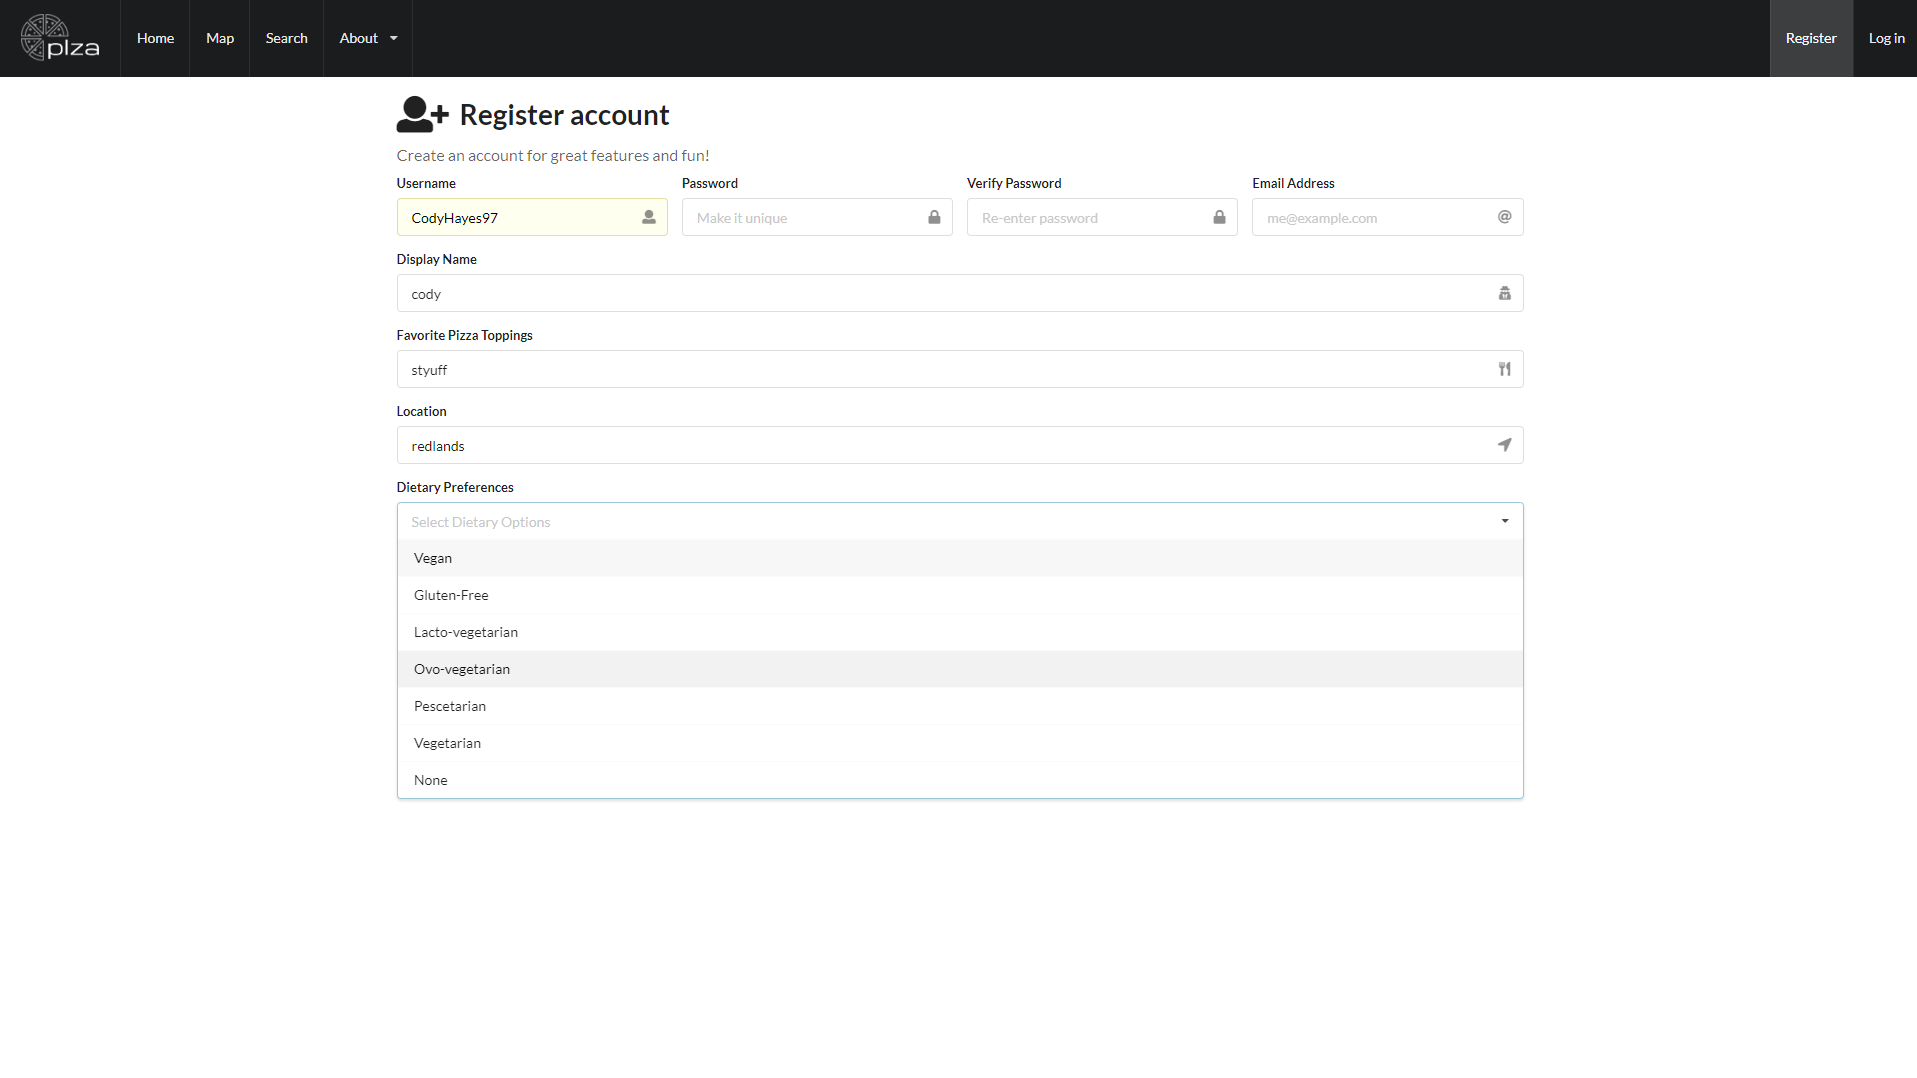 plza
Home
Map
Search
About
Register
Log in
Register account
Create an account for great features and fun!
Username
Password
Verify Password
Email Address
CodyHayes97
Make it unique
Re-enter password
me@example.com
@
Display Name
cody
Favorite Pizza Toppings
styuff
Location
redlands
Dietary Preferences
Select Dietary Options
Vegan
Gluten-Free
Lacto-vegetarian
Ovo-vegetarian
Pescetarian
Vegetarian
None